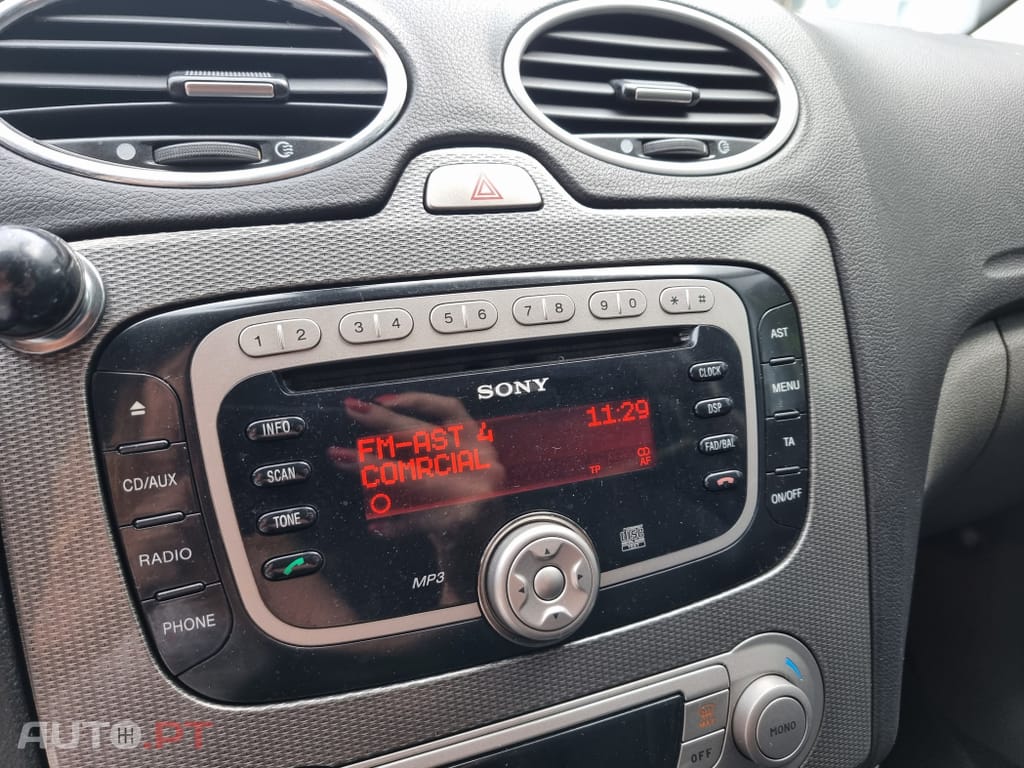 1 2
3 4
5 6
7 8
9 0
* #
SONY
CLOCK
AST
INFO
11:29
DSP
MENU
FM-AST 4
COMRCIAL
CD
TP AF
SCAN
FAD/BAL
TA
CD/AUX
TONE
ON/OFF
RADIO
MP3
DISC
PHONE
MONO
OFF
AUTO.PT